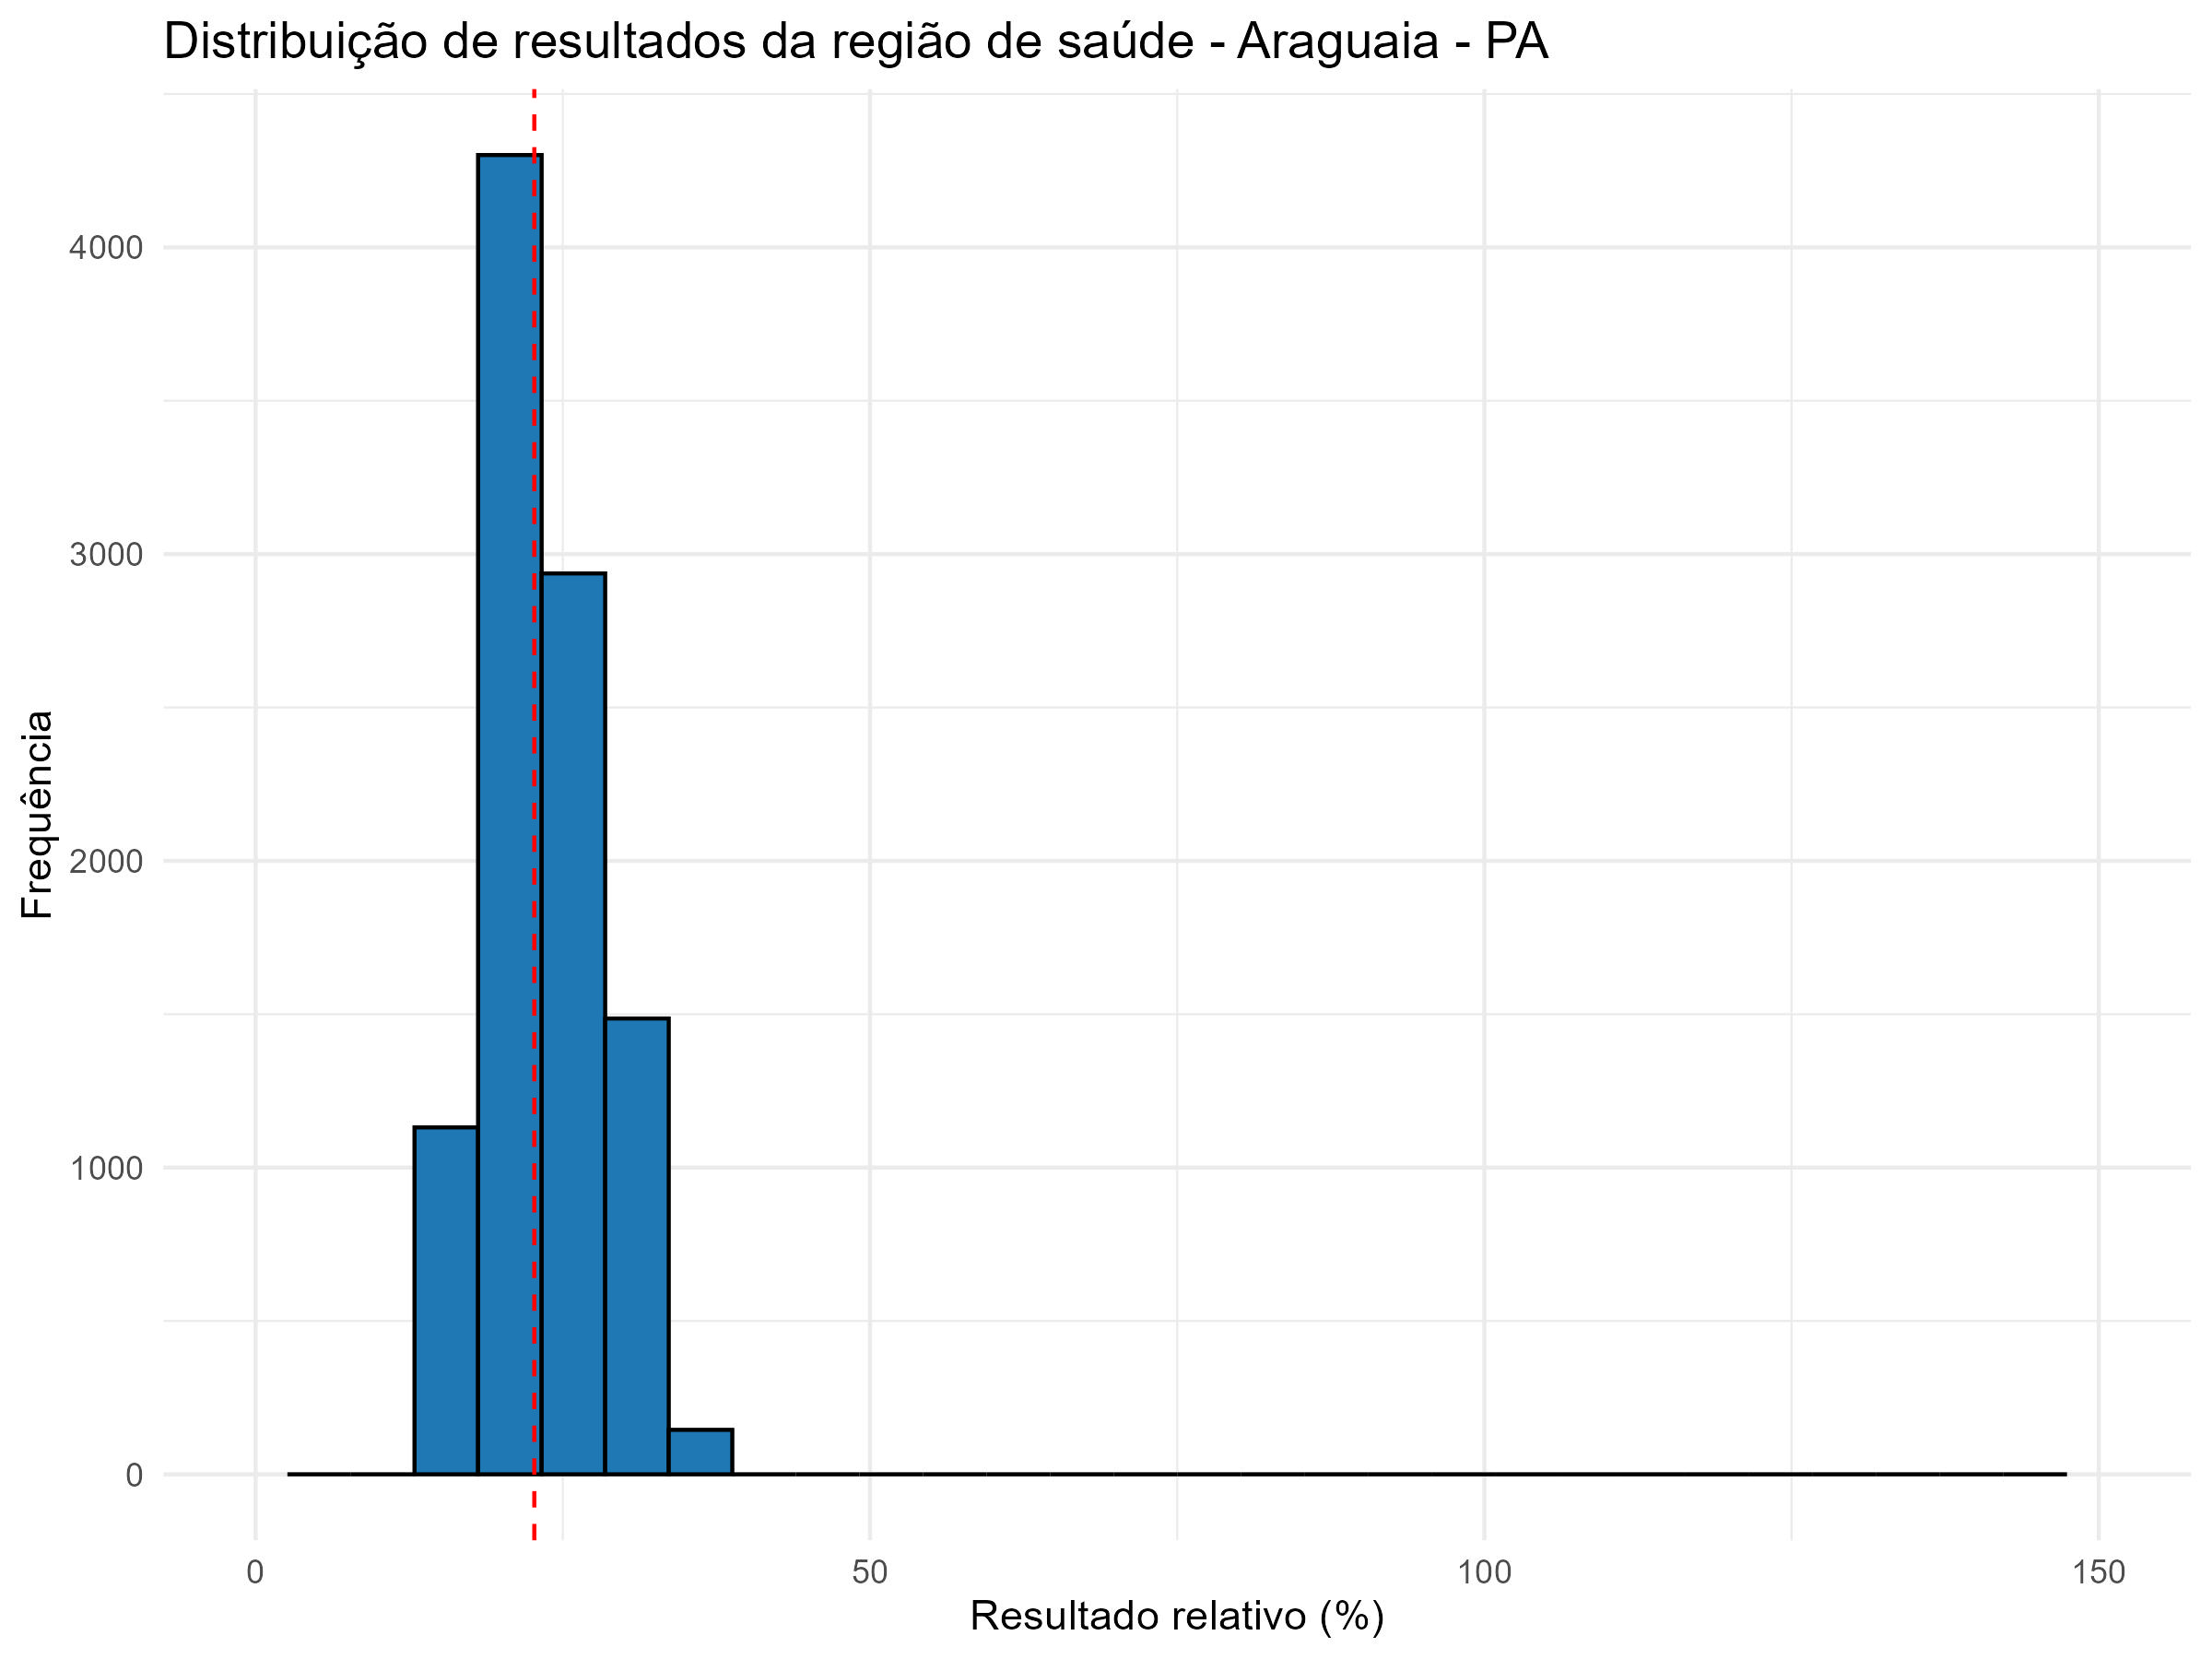 Distribuição de resultados da região de saúde - Araguaia - PA
Frequência
4000
3000
2000
1000
0
0 50 100 150
Resultado relativo (%)